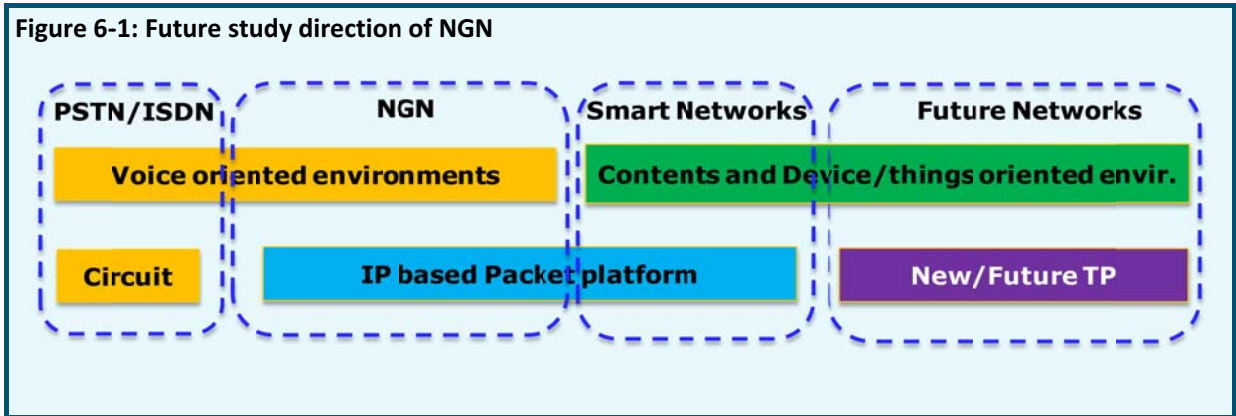 Figure 6-1: Future study direction of NGN
PSTN/ISDN NGN Smart Networks Future Networks
Voice oriented environments Contents and Device/things oriented envir.
Circuit IP based Packet platform New/Future TP